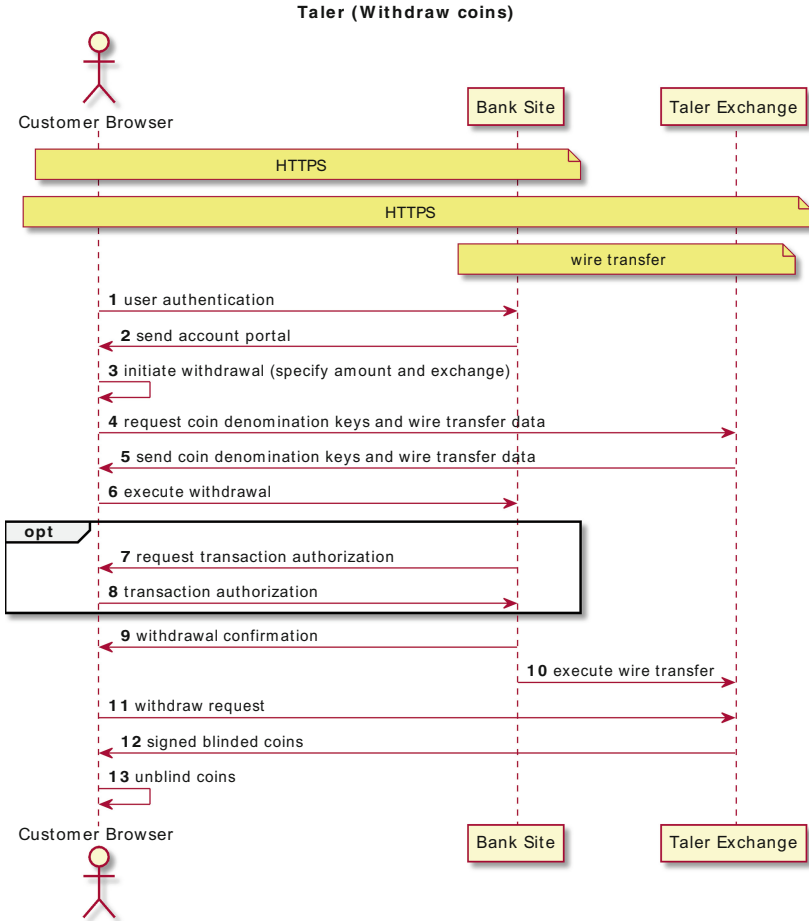 Taler (Withdraw coins)
Customer Browser
Bank Site
Taler Exchange
HTTPS
HTTPS
wire transfer
1 user authentication
2 send account portal
3 initiate withdrawal (specify amount and exchange)
4 request coin denomination keys and wire transfer data
5 send coin denomination keys and wire transfer data
6 execute withdrawal
opt
7 request transaction authorization
8 transaction authorization
9 withdrawal confirmation
10 execute wire transfer
11 withdraw request
12 signed blinded coins
13 unblind coins
Customer Browser
Bank Site
Taler Exchange